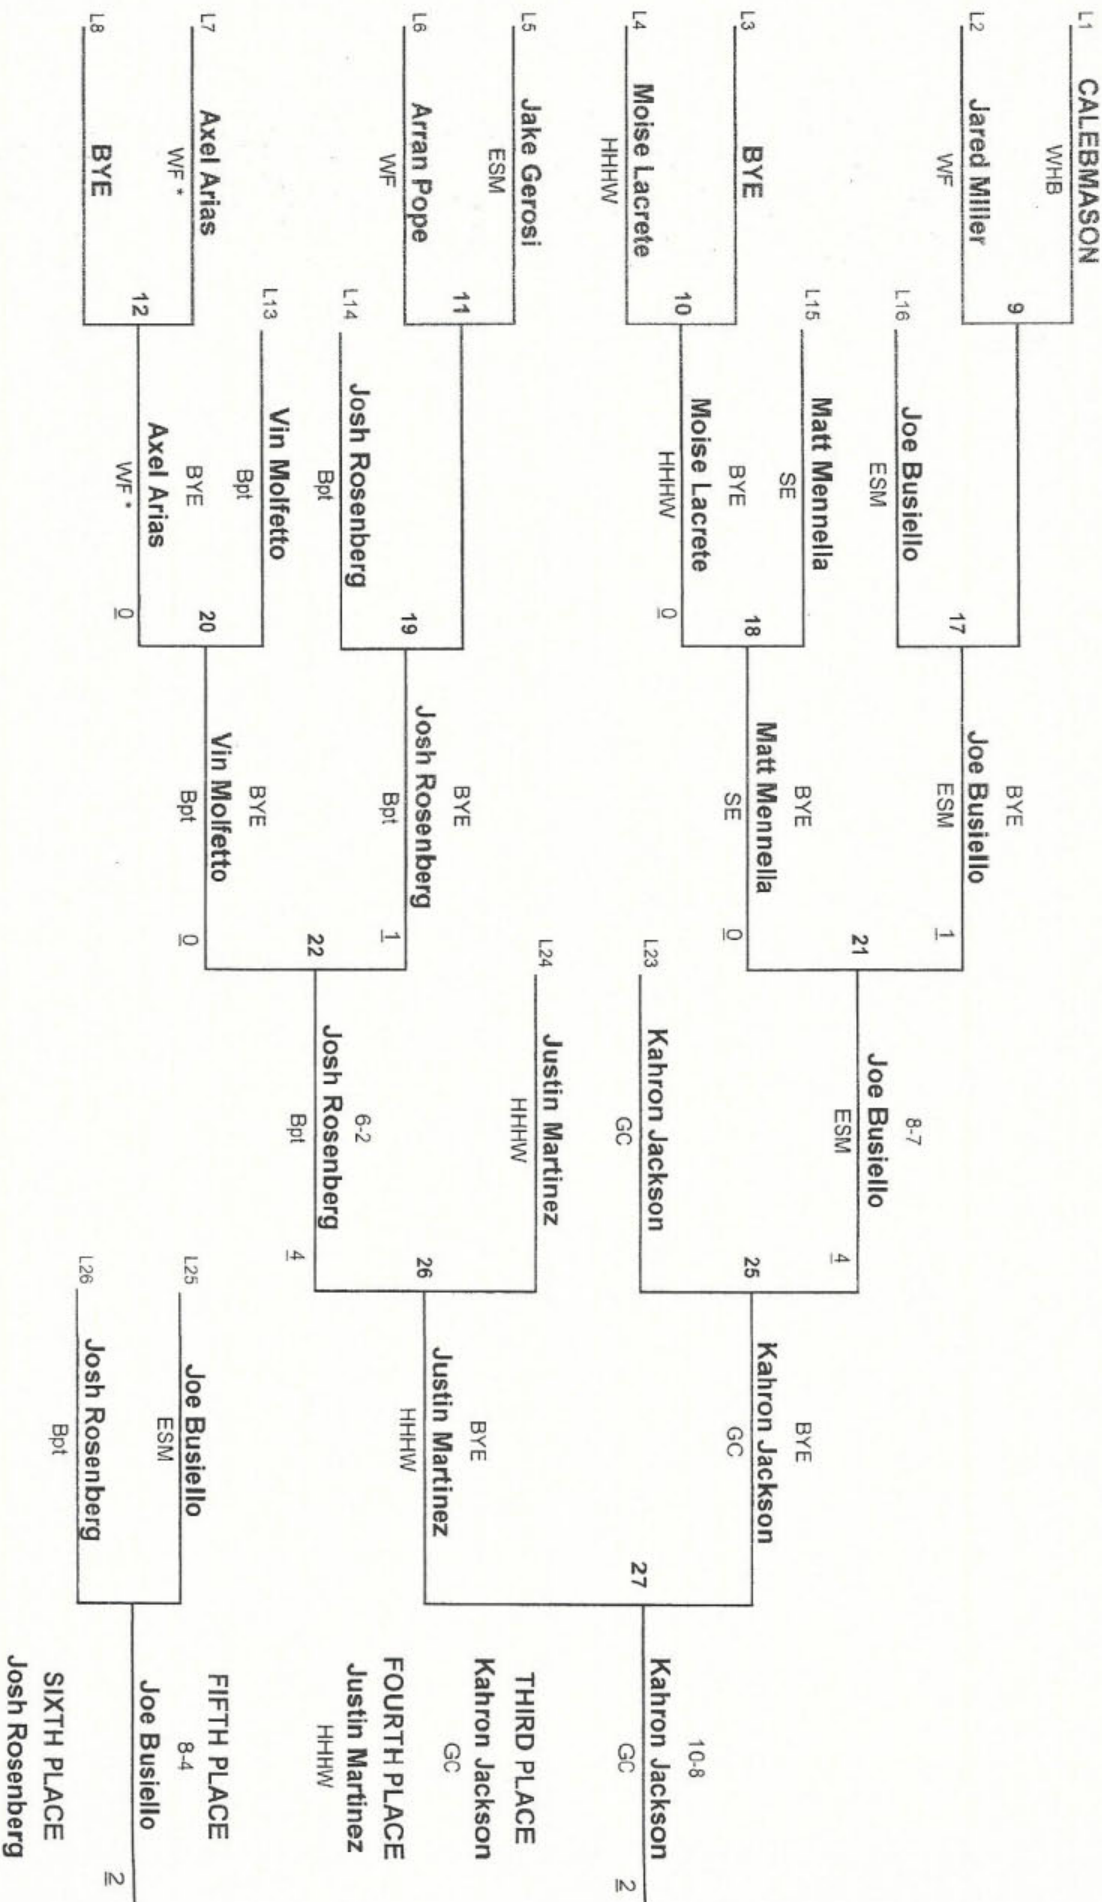 L1 CALEBMASON
WHB
9
L2 Jared Miller
WF
L3 BYE
10
L4 Moise Lacrete
HHHW
L5 Jake Gerosi
ESM
11
L6 Arran Pope
WF
L7 Axel Arias
WF *
12
L8 BYE
17
L16 Joe Busiello
ESM
L15 Matt Mennella
SE
18
BYE
Moise Lacrete
HHHW
0
19
L14 Josh Rosenberg
Bpt
L13 Vin Molfetto
Bpt
20
BYE
Axel Arias
WF *
0
BYE
Joe Busiello
ESM
1
21
BYE
Matt Mennella
SE
0
BYE
Josh Rosenberg
Bpt
1
22
BYE
Vin Molfetto
Bpt
0
8-7
Joe Busiello
ESM
4
25
L23 Kahron Jackson
GC
L24 Justin Martinez
HHHW
26
6-2
Josh Rosenberg
Bpt
4
BYE
Kahron Jackson
GC
27
BYE
Justin Martinez
HHHW
L25 Joe Busiello
ESM
L26 Josh Rosenberg
Bpt
10-8
Kahron Jackson
GC
2
THIRD PLACE
Kahron Jackson
GC
FOURTH PLACE
Justin Martinez
HHHW
FIFTH PLACE
8-4
Joe Busiello
2
SIXTH PLACE
Josh Rosenberg